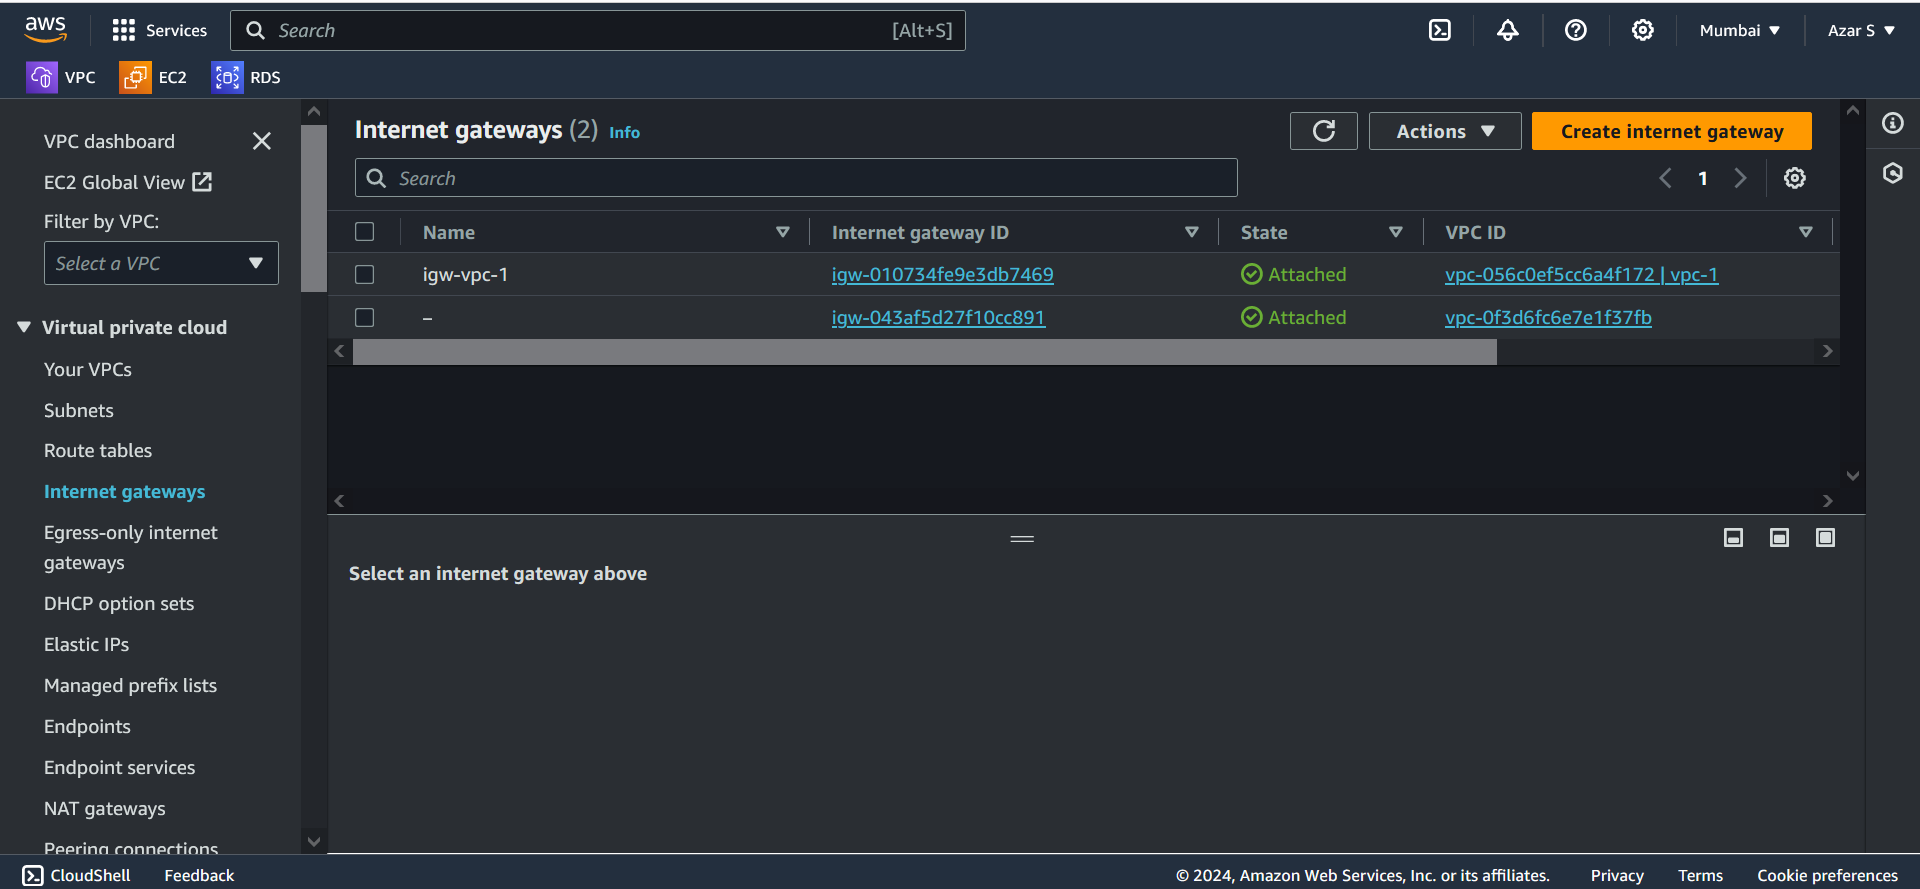 aws
Services
Search [Alt+S]
Mumbai
Azar S
VPC EC2 RDS
VPC dashboard
EC2 Global View
Filter by VPC:
Select a VPC
Virtual private cloud
Your VPCs
Subnets
Route tables
Internet gateways
Egress-only internet
gateways
DHCP option sets
Elastic IPs
Managed prefix lists
Endpoints
Endpoint services
NAT gateways
Peering connections
Internet gateways (2) Info
Actions
Create internet gateway
Search
1
Name Internet gateway ID State VPC ID
igw-vpc-1 igw-010734fe9e3db7469 Attached vpc-056c0ef5cc6a4f172 | vpc-1
– igw-043af5d27f10cc891 Attached vpc-0f3d6fc6e7e1f37fb
Select an internet gateway above
CloudShell Feedback © 2024, Amazon Web Services, Inc. or its affiliates. Privacy Terms Cookie preferences